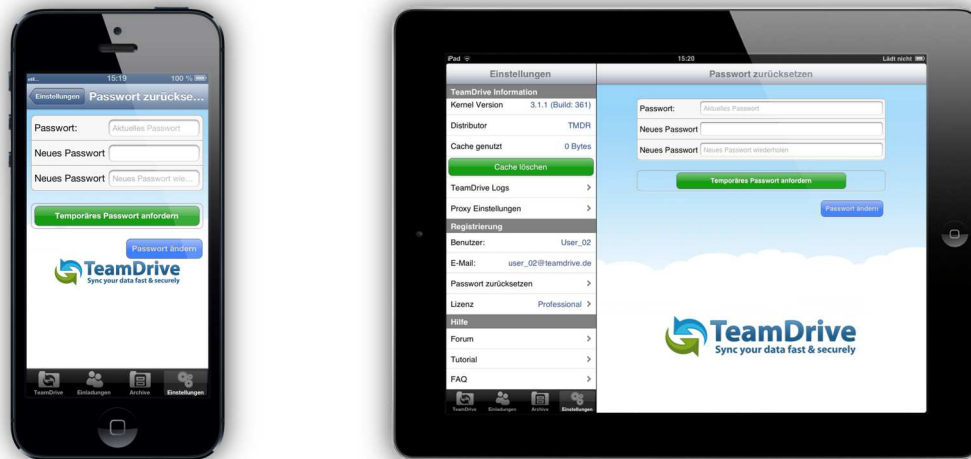 15:19
100 %
Einstellungen
Passwort zurückse...
Passwort:
Aktuelles Passwort
Neues Passwort
Neues Passwort
Neues Passwort wie...
Temporäres Passwort anfordern
Passwort ändern
TeamDrive
Sync your data fast & securely
TeamDrive Einladungen Archive Einstellungen
iPad
15:20
Lädt nicht
Einstellungen
TeamDrive Information
Kernel Version 3.1.1 (Build: 361)
Distributor TMDR
Cache genutzt 0 Bytes
Cache löschen
TeamDrive Logs
Proxy Einstellungen
Registrierung
Benutzer: User_02
E-Mail: user_02@teamdrive.de
Passwort zurücksetzen
Lizenz Professional
Hilfe
Forum
Tutorial
FAQ
TeamDrive Einladungen Archive Einstellungen
Passwort zurücksetzen
Passwort: Aktuelles Passwort
Neues Passwort
Neues Passwort Neues Passwort wiederholen
Temporäres Passwort anfordern
Passwort ändern
TeamDrive
Sync your data fast & securely